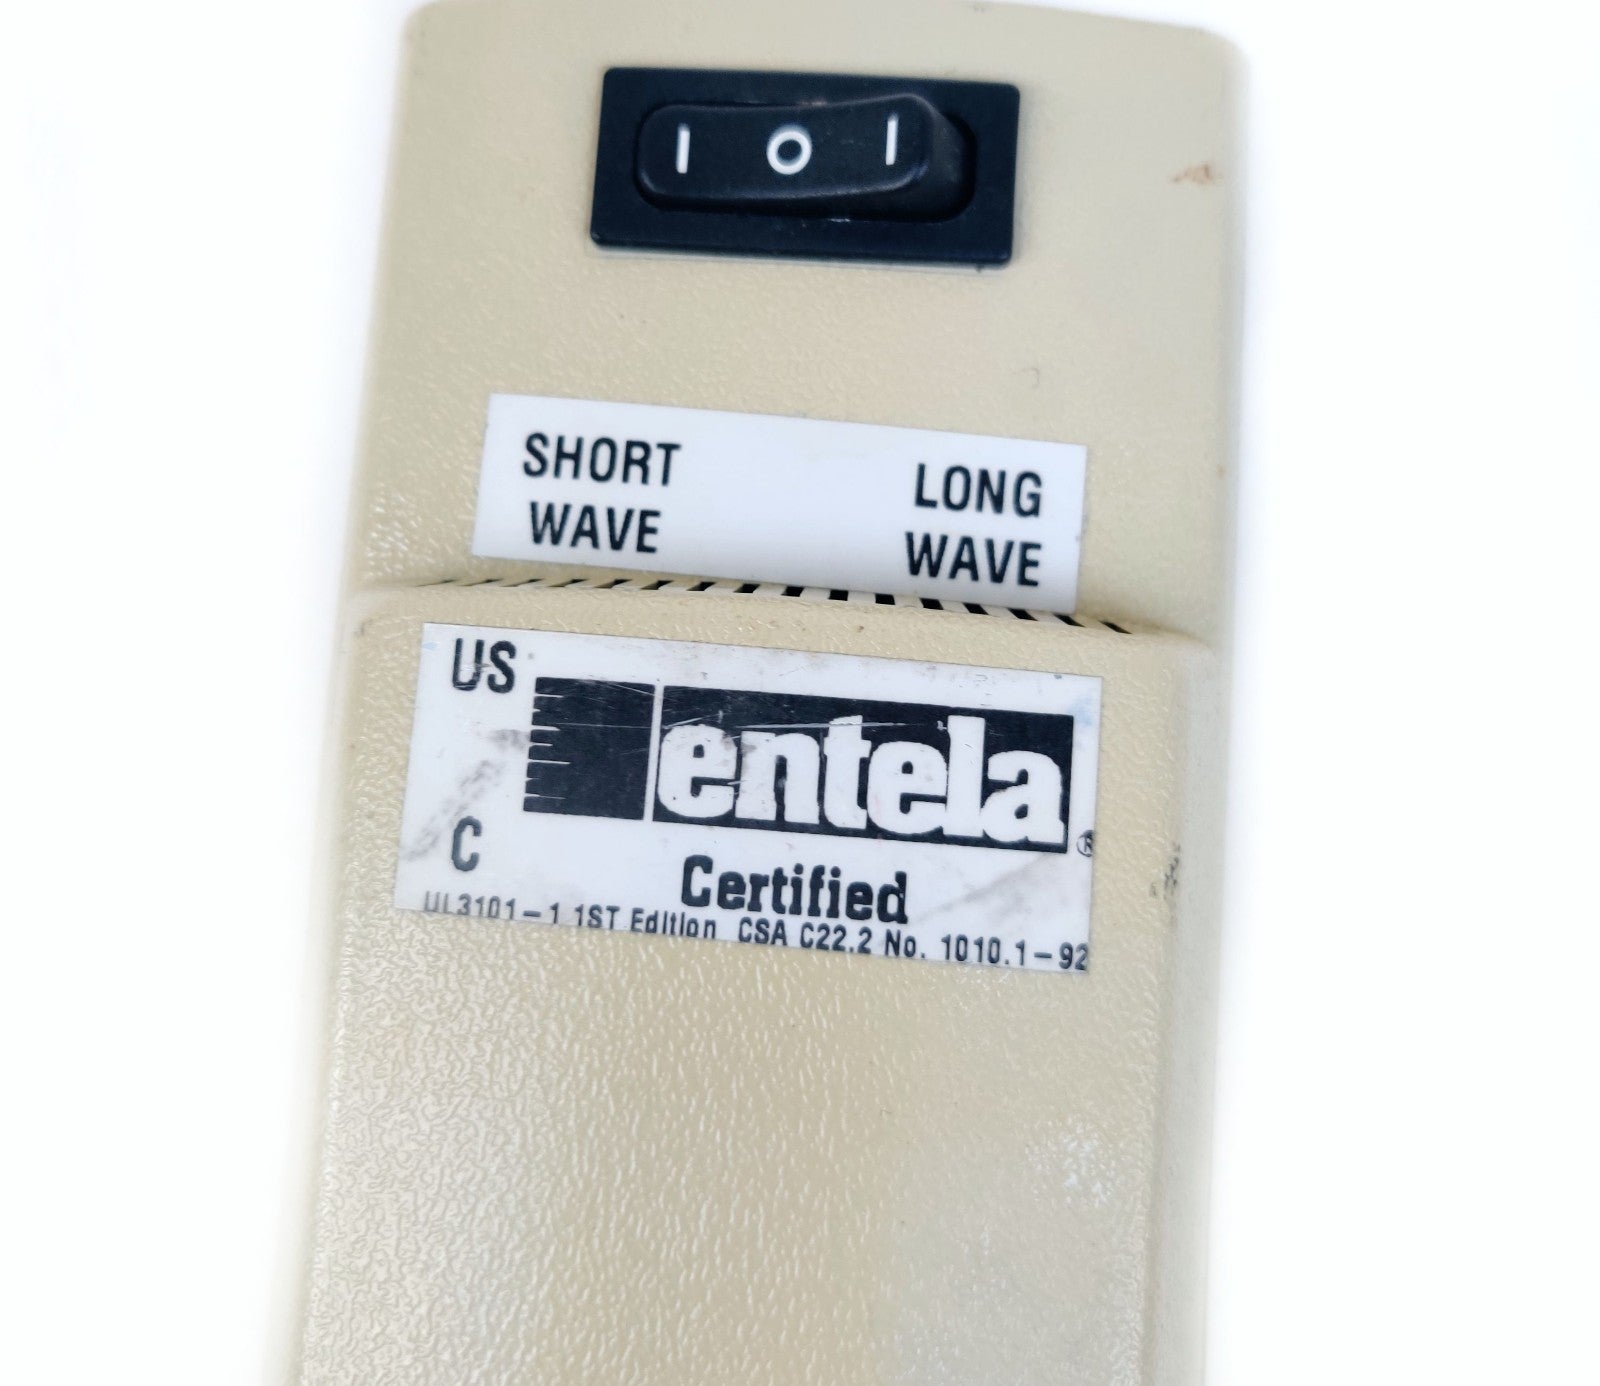 I O I
SHORT
WAVE
LONG
WAVE
US
entela ®
C
Certified
UL3101-1 1ST Edition CSA C22.2 No. 1010.1-92